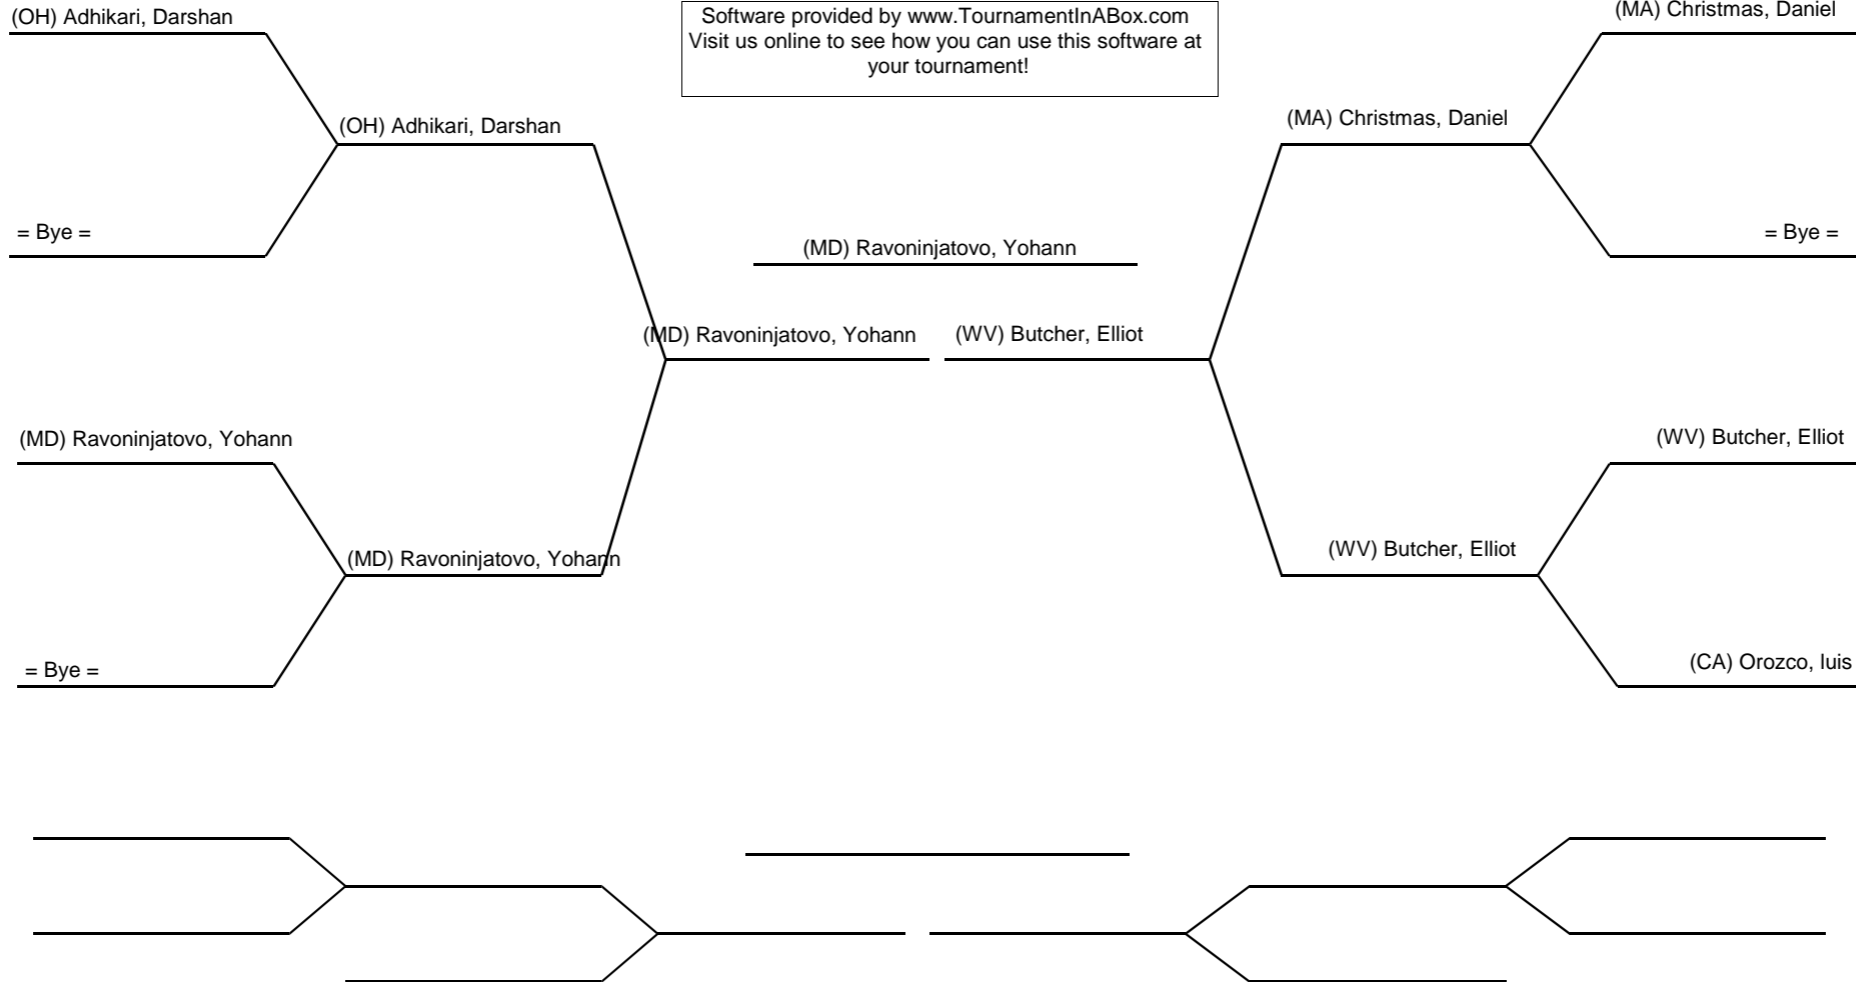 (OH) Adhikari, Darshan
Software provided by www.TournamentInABox.com
Visit us online to see how you can use this software at
your tournament!
(MA) Christmas, Daniel
(OH) Adhikari, Darshan
(MA) Christmas, Daniel
= Bye =
(MD) Ravoninjatovo, Yohann
= Bye =
(MD) Ravoninjatovo, Yohann
(WV) Butcher, Elliot
(MD) Ravoninjatovo, Yohann
(WV) Butcher, Elliot
(MD) Ravoninjatovo, Yohann
(WV) Butcher, Elliot
= Bye =
(CA) Orozco, luis